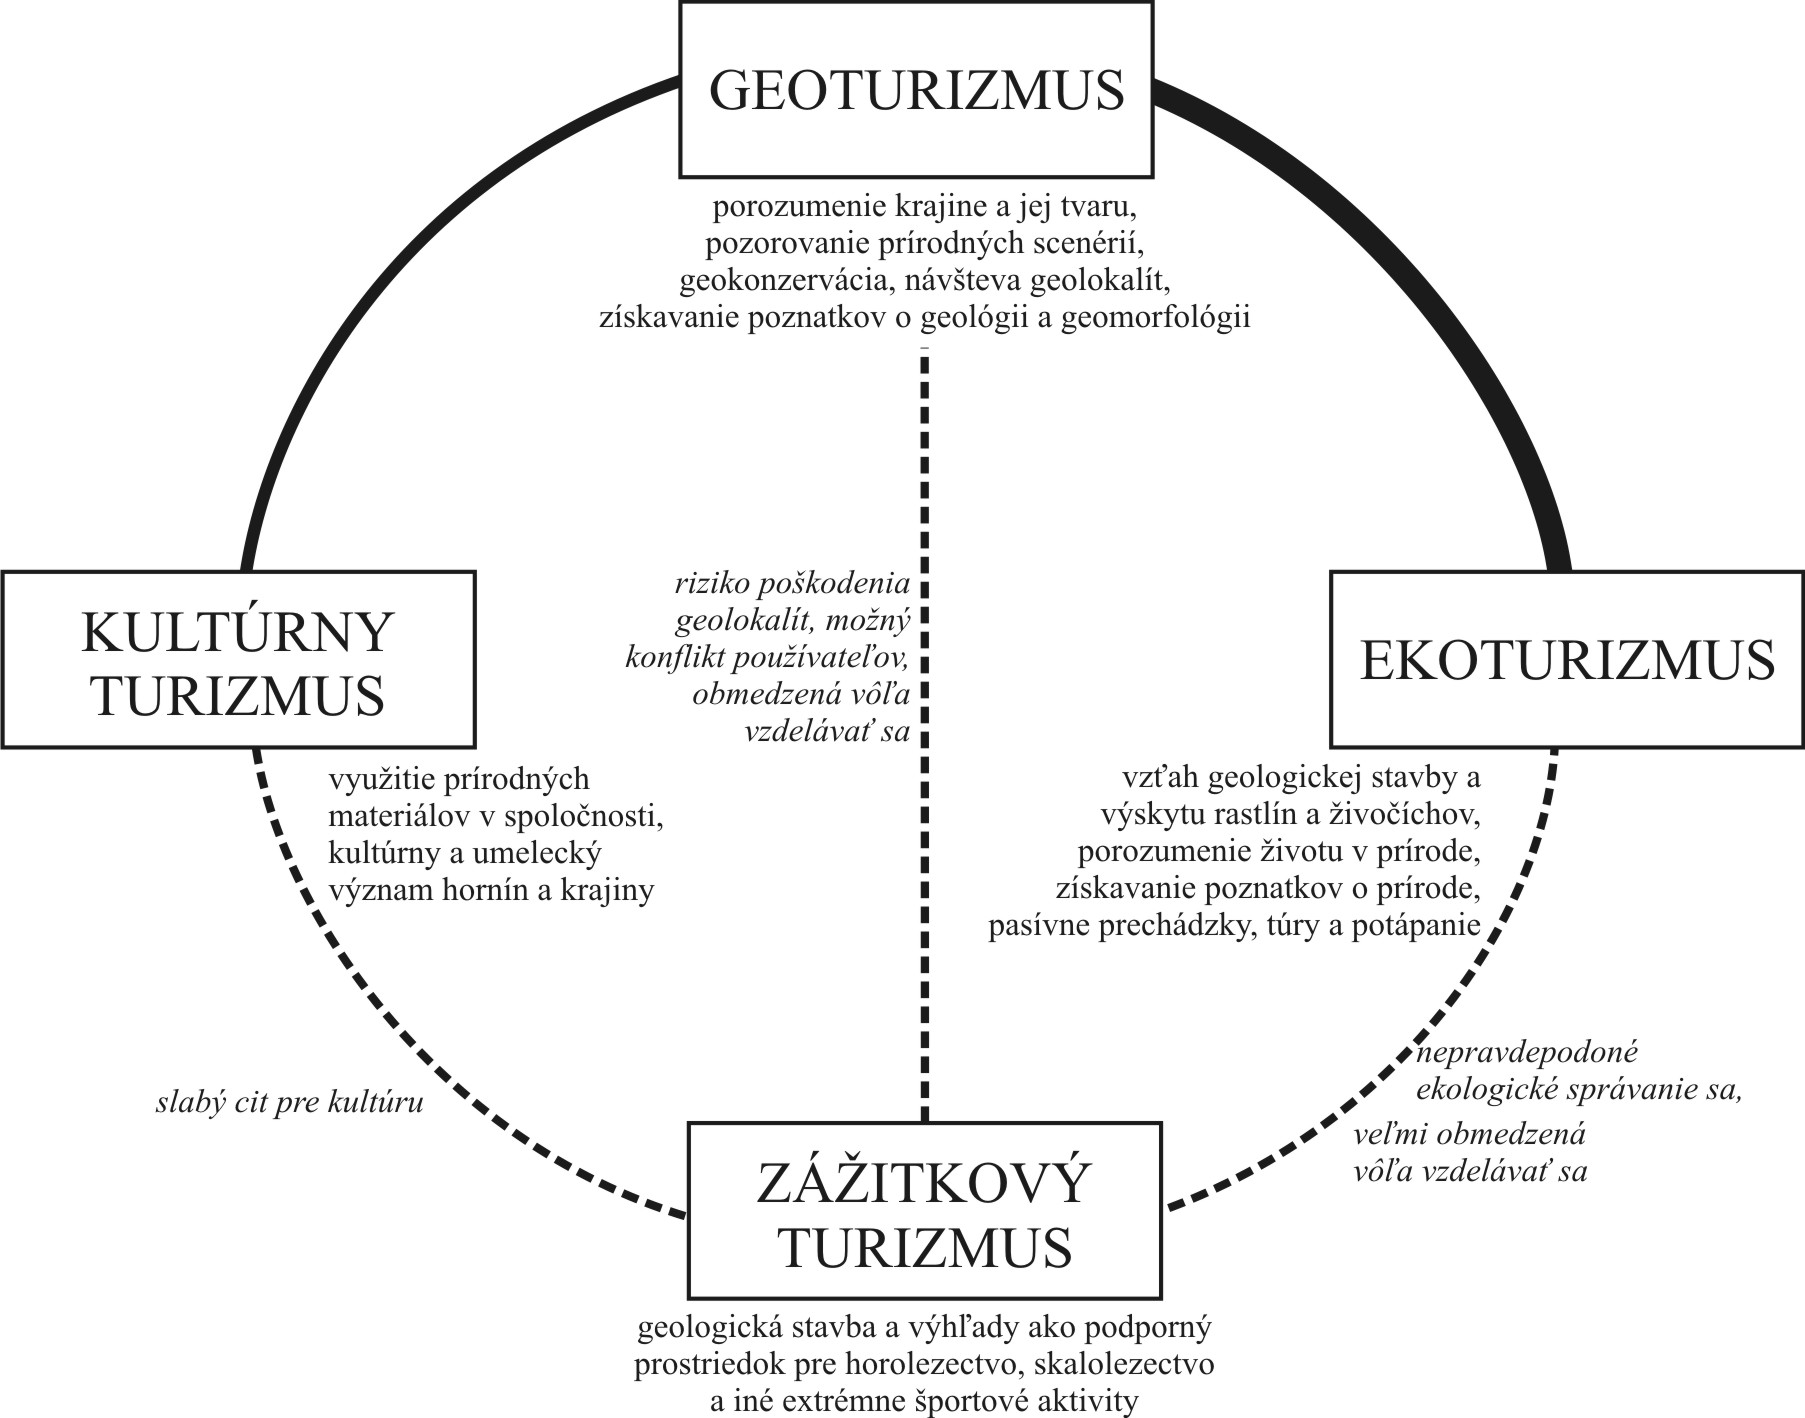 GEOTURIZMUS
porozumenie krajine a jej tvaru,
pozorovanie prírodných scenérií,
geokonzervácia, návšteva geolokalít,
získavanie poznatkov o geológii a geomorfológii
riziko poškodenia
geolokalít, možný
konflikt používateľov,
obmedzená vôľa
vzdelávať sa
KULTÚRNY
TURIZMUS
využitie prírodných
materiálov v spoločnosti,
kultúrny a umelecký
význam hornín a krajiny
EKOTURIZMUS
vzťah geologickej stavby a
výskytu rastlín a živočíchov,
porozumenie životu v prírode,
získavanie poznatkov o prírode,
pasívne prechádzky, túry a potápanie
slabý cit pre kultúru
nepravdepodoné
ekologické správanie sa,
veľmi obmedzená
vôľa vzdelávať sa
ZÁŽITKOVÝ
TURIZMUS
geologická stavba a výhľady ako podporný
prostriedok pre horolezectvo, skalolezectvo
a iné extrémne športové aktivity